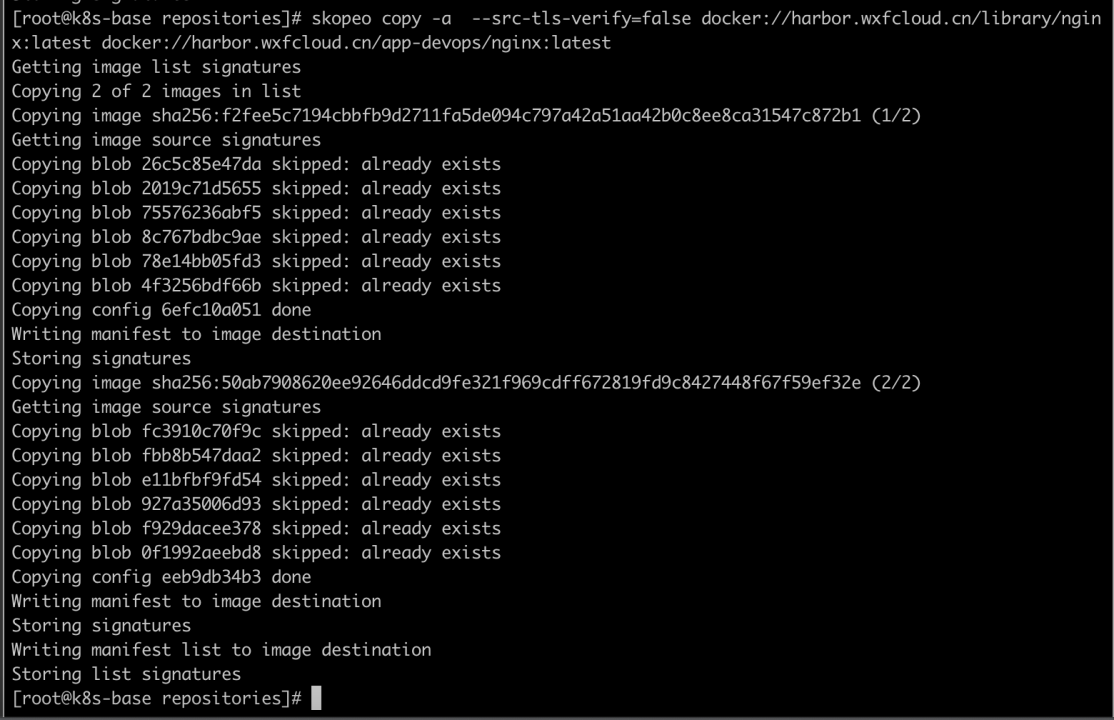 [root@k8s-base repositories]# skopeo copy -a  --src-tls-verify=false docker://harbor.wxfcloud.cn/library/ngin
x:latest docker://harbor.wxfcloud.cn/app-devops/nginx:latest
Getting image list signatures
Copying 2 of 2 images in list
Copying image sha256:f2fee5c7194cbbfb9d2711fa5de094c797a42a51aa42b0c8ee8ca31547c872b1 (1/2)
Getting image source signatures
Copying blob 26c5c85e47da skipped: already exists
Copying blob 2019c71d5655 skipped: already exists
Copying blob 75576236abf5 skipped: already exists
Copying blob 8c767bdbc9ae skipped: already exists
Copying blob 78e14bb05fd3 skipped: already exists
Copying blob 4f3256bdf66b skipped: already exists
Copying config 6efc10a051 done
Writing manifest to image destination
Storing signatures
Copying image sha256:50ab7908620ee92646ddcd9fe321f969cdff672819fd9c8427448f67f59ef32e (2/2)
Getting image source signatures
Copying blob fc3910c70f9c skipped: already exists
Copying blob fbb8b547daa2 skipped: already exists
Copying blob e11bfbf9fd54 skipped: already exists
Copying blob 927a35006d93 skipped: already exists
Copying blob f929dacee378 skipped: already exists
Copying blob 0f1992aeebd8 skipped: already exists
Copying config eeb9db34b3 done
Writing manifest to image destination
Storing signatures
Writing manifest list to image destination
Storing list signatures
[root@k8s-base repositories]#